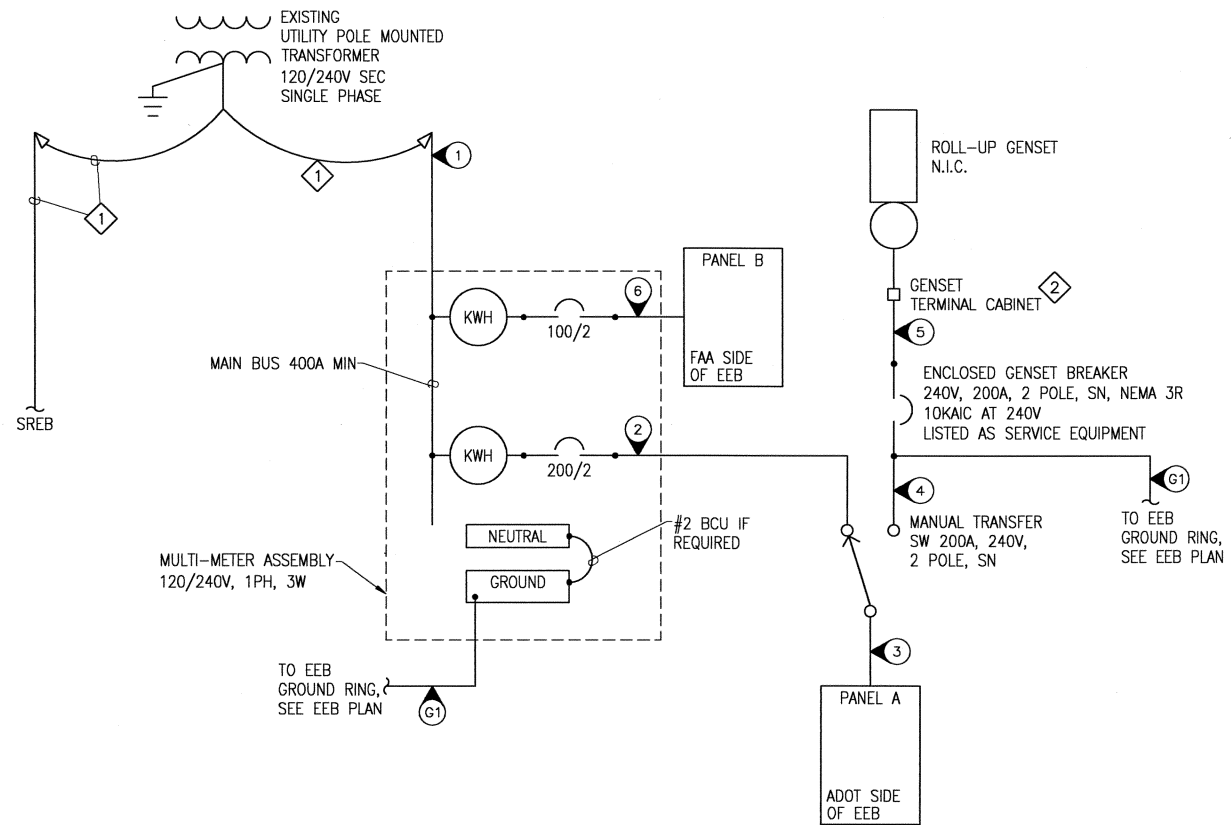 EXISTING
UTILITY POLE MOUNTED
TRANSFORMER
120/240V SEC
SINGLE PHASE
1
1
1
SREB
ROLL-UP GENSET
N.I.C.
GENSET
TERMINAL CABINET
2
5
ENCLOSED GENSET BREAKER
240V, 200A, 2 POLE, SN, NEMA 3R
10KAIC AT 240V
LISTED AS SERVICE EQUIPMENT
PANEL B
FAA SIDE
OF EEB
6
KWH
100/2
MAIN BUS 400A MIN
2
KWH
200/2
4
G1
MANUAL TRANSFER
SW 200A, 240V,
2 POLE, SN
TO EEB
GROUND RING,
SEE EEB PLAN
NEUTRAL
GROUND
#2 BCU IF
REQUIRED
MULTI-METER ASSEMBLY
120/240V, 1PH, 3W
TO EEB
GROUND RING,
SEE EEB PLAN
G1
3
PANEL A
ADOT SIDE
OF EEB